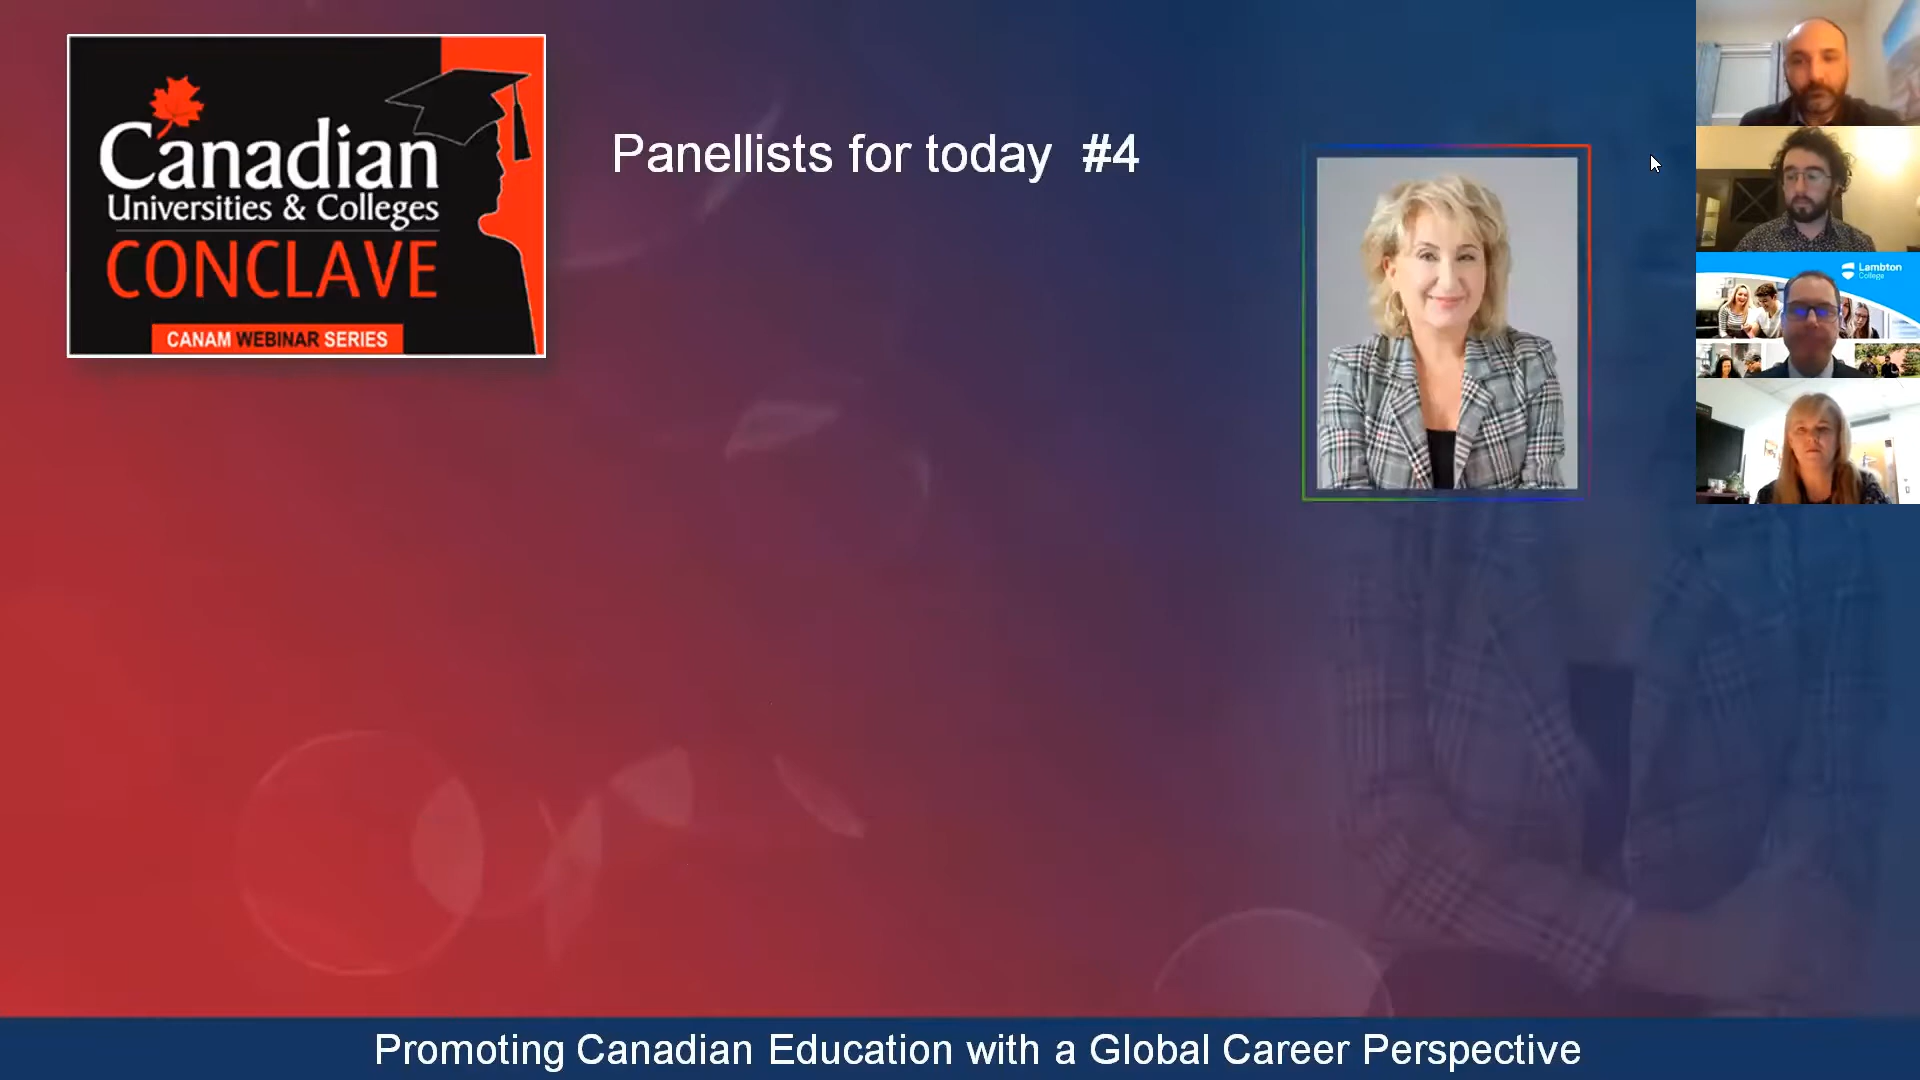 Canadian
Universities & Colleges
CONCLAVE
CANAM WEBINAR SERIES
Panellists for today #4
Lambton
College
Promoting Canadian Education with a Global Career Perspective